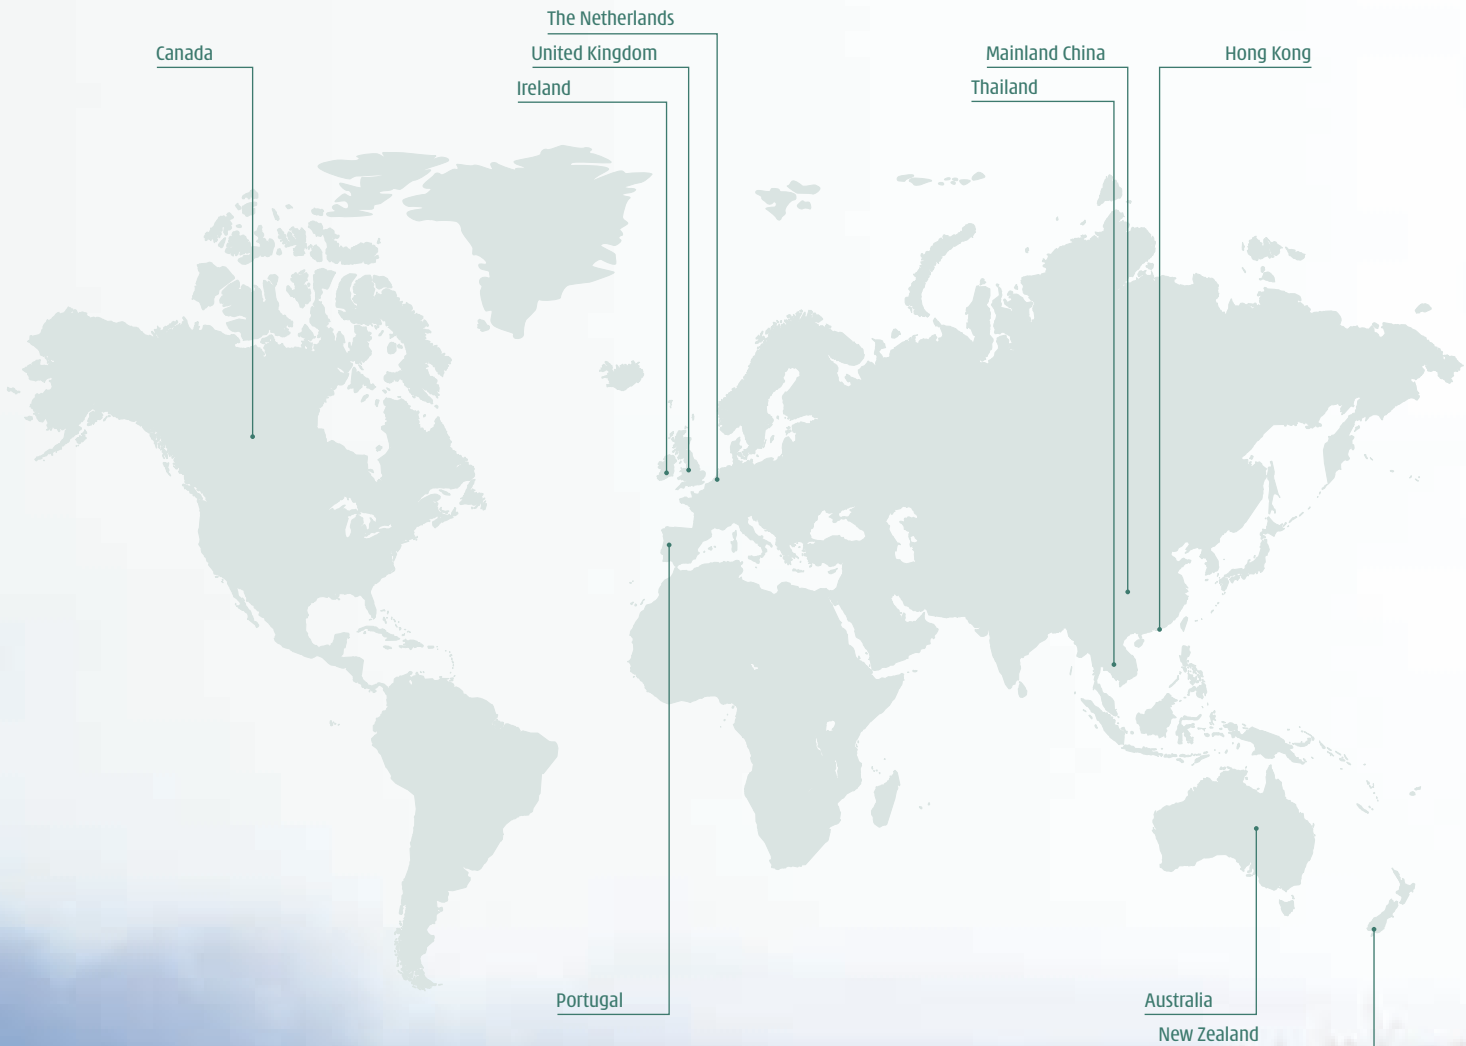 The Netherlands
Canada
United Kingdom
Mainland China
Hong Kong
Ireland
Thailand
Portugal
Australia
New Zealand